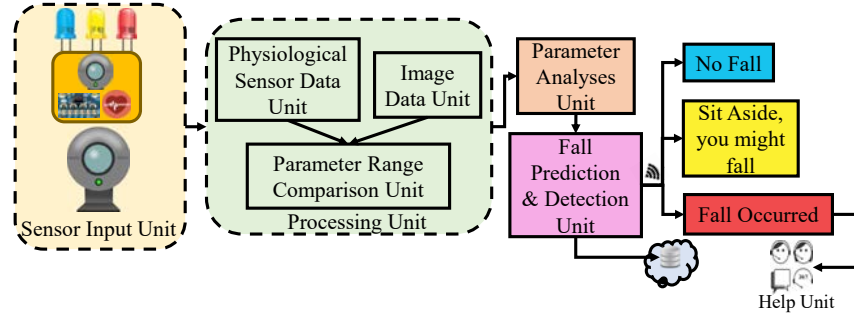 Sensor Input Unit
Physiological
Sensor Data
Unit
Image
Data Unit
Parameter Range
Comparison Unit
Processing Unit
Parameter
Analyses
Unit
Fall
Prediction
& Detection
Unit
No Fall
Sit Aside,
you might
fall
Fall Occurred
Help Unit